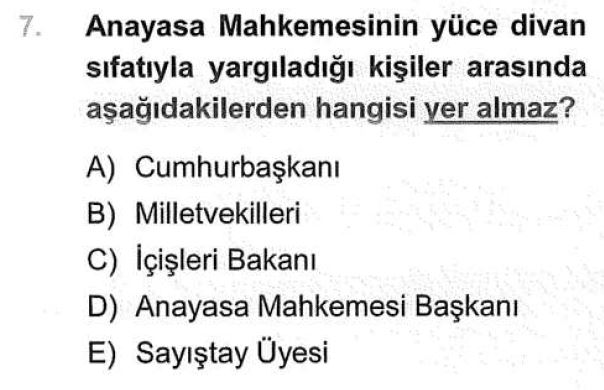 7. Anayasa Mahkemesinin yüce divan
sıfatıyla yargıladığı kişiler arasında
aşağıdakilerden hangisi yer almaz?
A) Cumhurbaşkanı
B) Milletvekilleri
C) İçişleri Bakanı
D) Anayasa Mahkemesi Başkanı
E) Sayıştay Üyesi